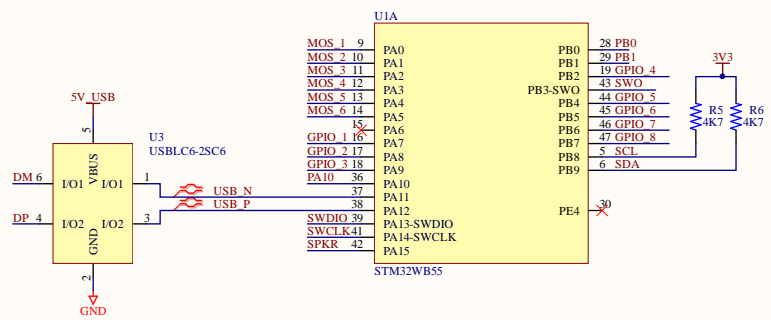 U1A
MOS_1 9 PA0 PB0 28 PB0
MOS_2 10 PA1 PB1 29 PB1
MOS_3 11 PA2 PB2 19 GPIO_4
MOS_4 12 PA3 PB3-SWO 43 SWO
MOS_5 13 PA4 PB4 44 GPIO_5
MOS_6 14 PA5 PB5 45 GPIO_6
15 PA6 PB6 46 GPIO_7
GPIO_1 16 PA7 PB7 47 GPIO_8
GPIO_2 17 PA8 PB8 5 SCL
GPIO_3 18 PA9 PB9 6 SDA
PA10 36 PA10
USB_N 37 PA11
USB_P 38 PA12 PE4 30
SWDIO 39 PA13-SWDIO
SWCLK 41 PA14-SWCLK
SPKR 42 PA15
STM32WB55
3V3
R5 4K7
R6 4K7
5V_USB
5
U3
USBLC6-2SC6
VBUS
DM 6 I/O1 I/O1 1
DP 4 I/O2 I/O2 3
GND
2
GND